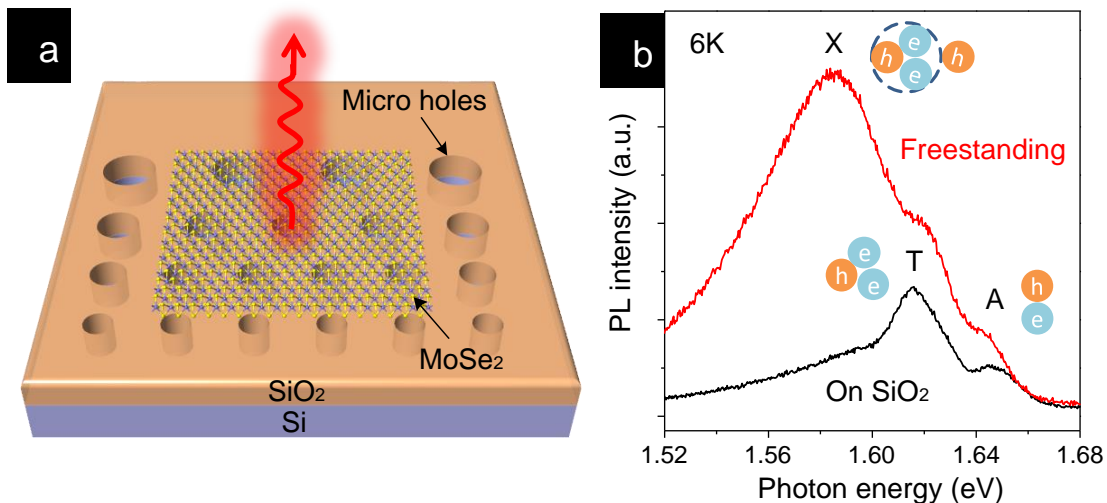 a
Micro holes
MoSe2
SiO2
Si
b
6K
X
h
e
e
h
Freestanding
T
e
h
e
A
h
e
On SiO2
PL intensity (a.u.)
1.52 1.56 1.60 1.64 1.68
Photon energy (eV)